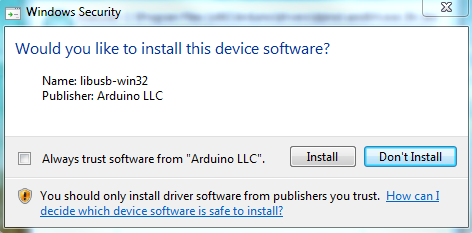 Windows Security
Would you like to install this device software?
Name: libusb-win32
Publisher: Arduino LLC
Always trust software from "Arduino LLC".
Install
Don't Install
You should only install driver software from publishers you trust. How can I
decide which device software is safe to install?